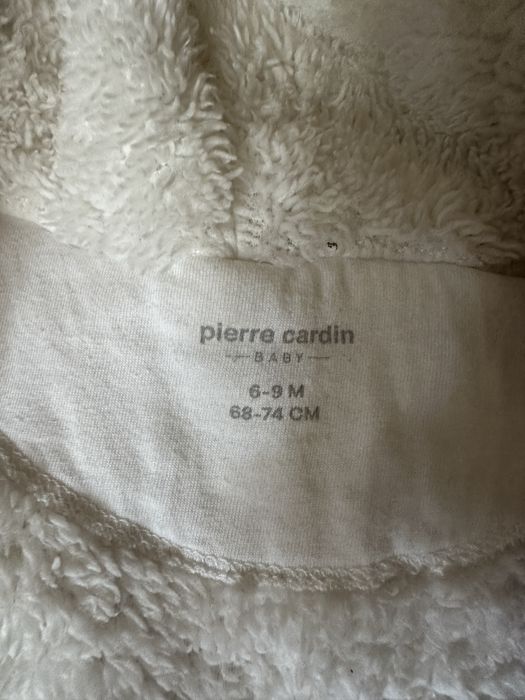 pierre cardin
BABY
6-9 M
68-74 CM